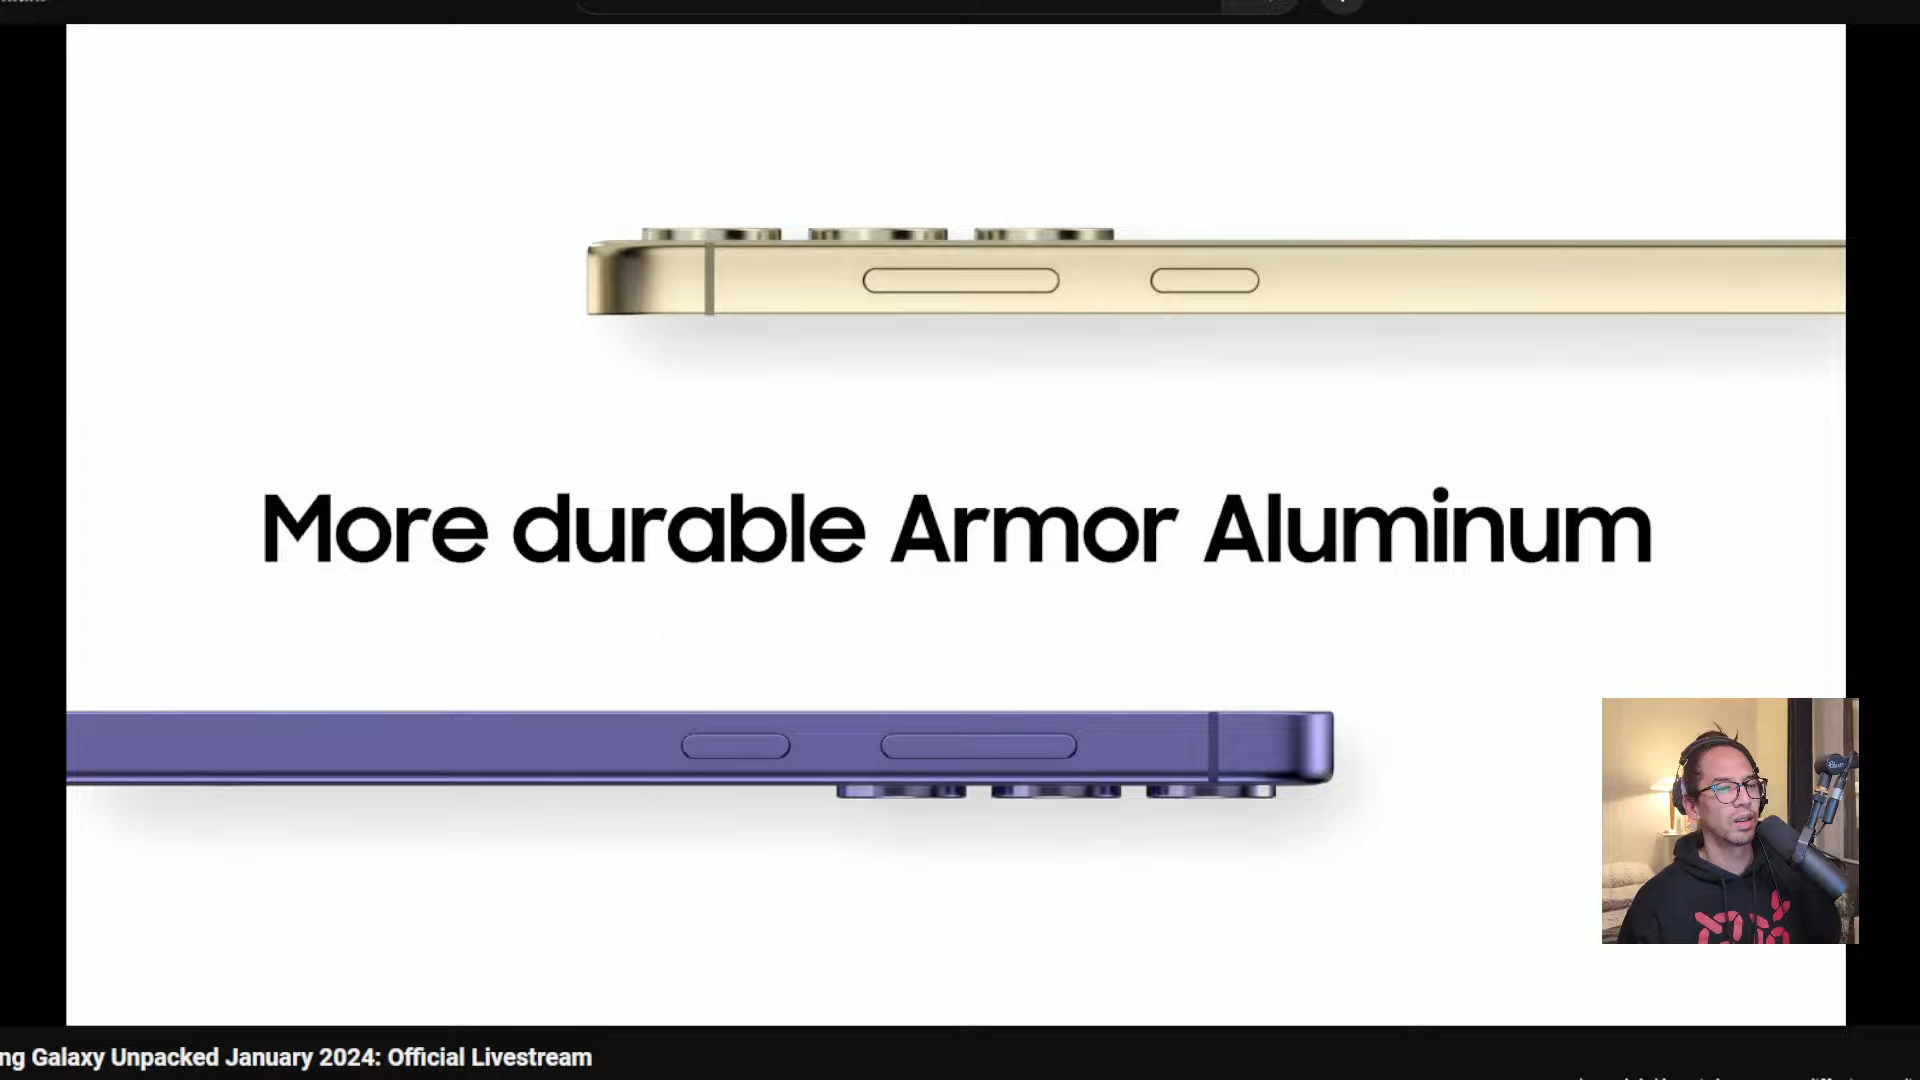 More durable Armor Aluminum
ng Galaxy Unpacked January 2024: Official Livestream